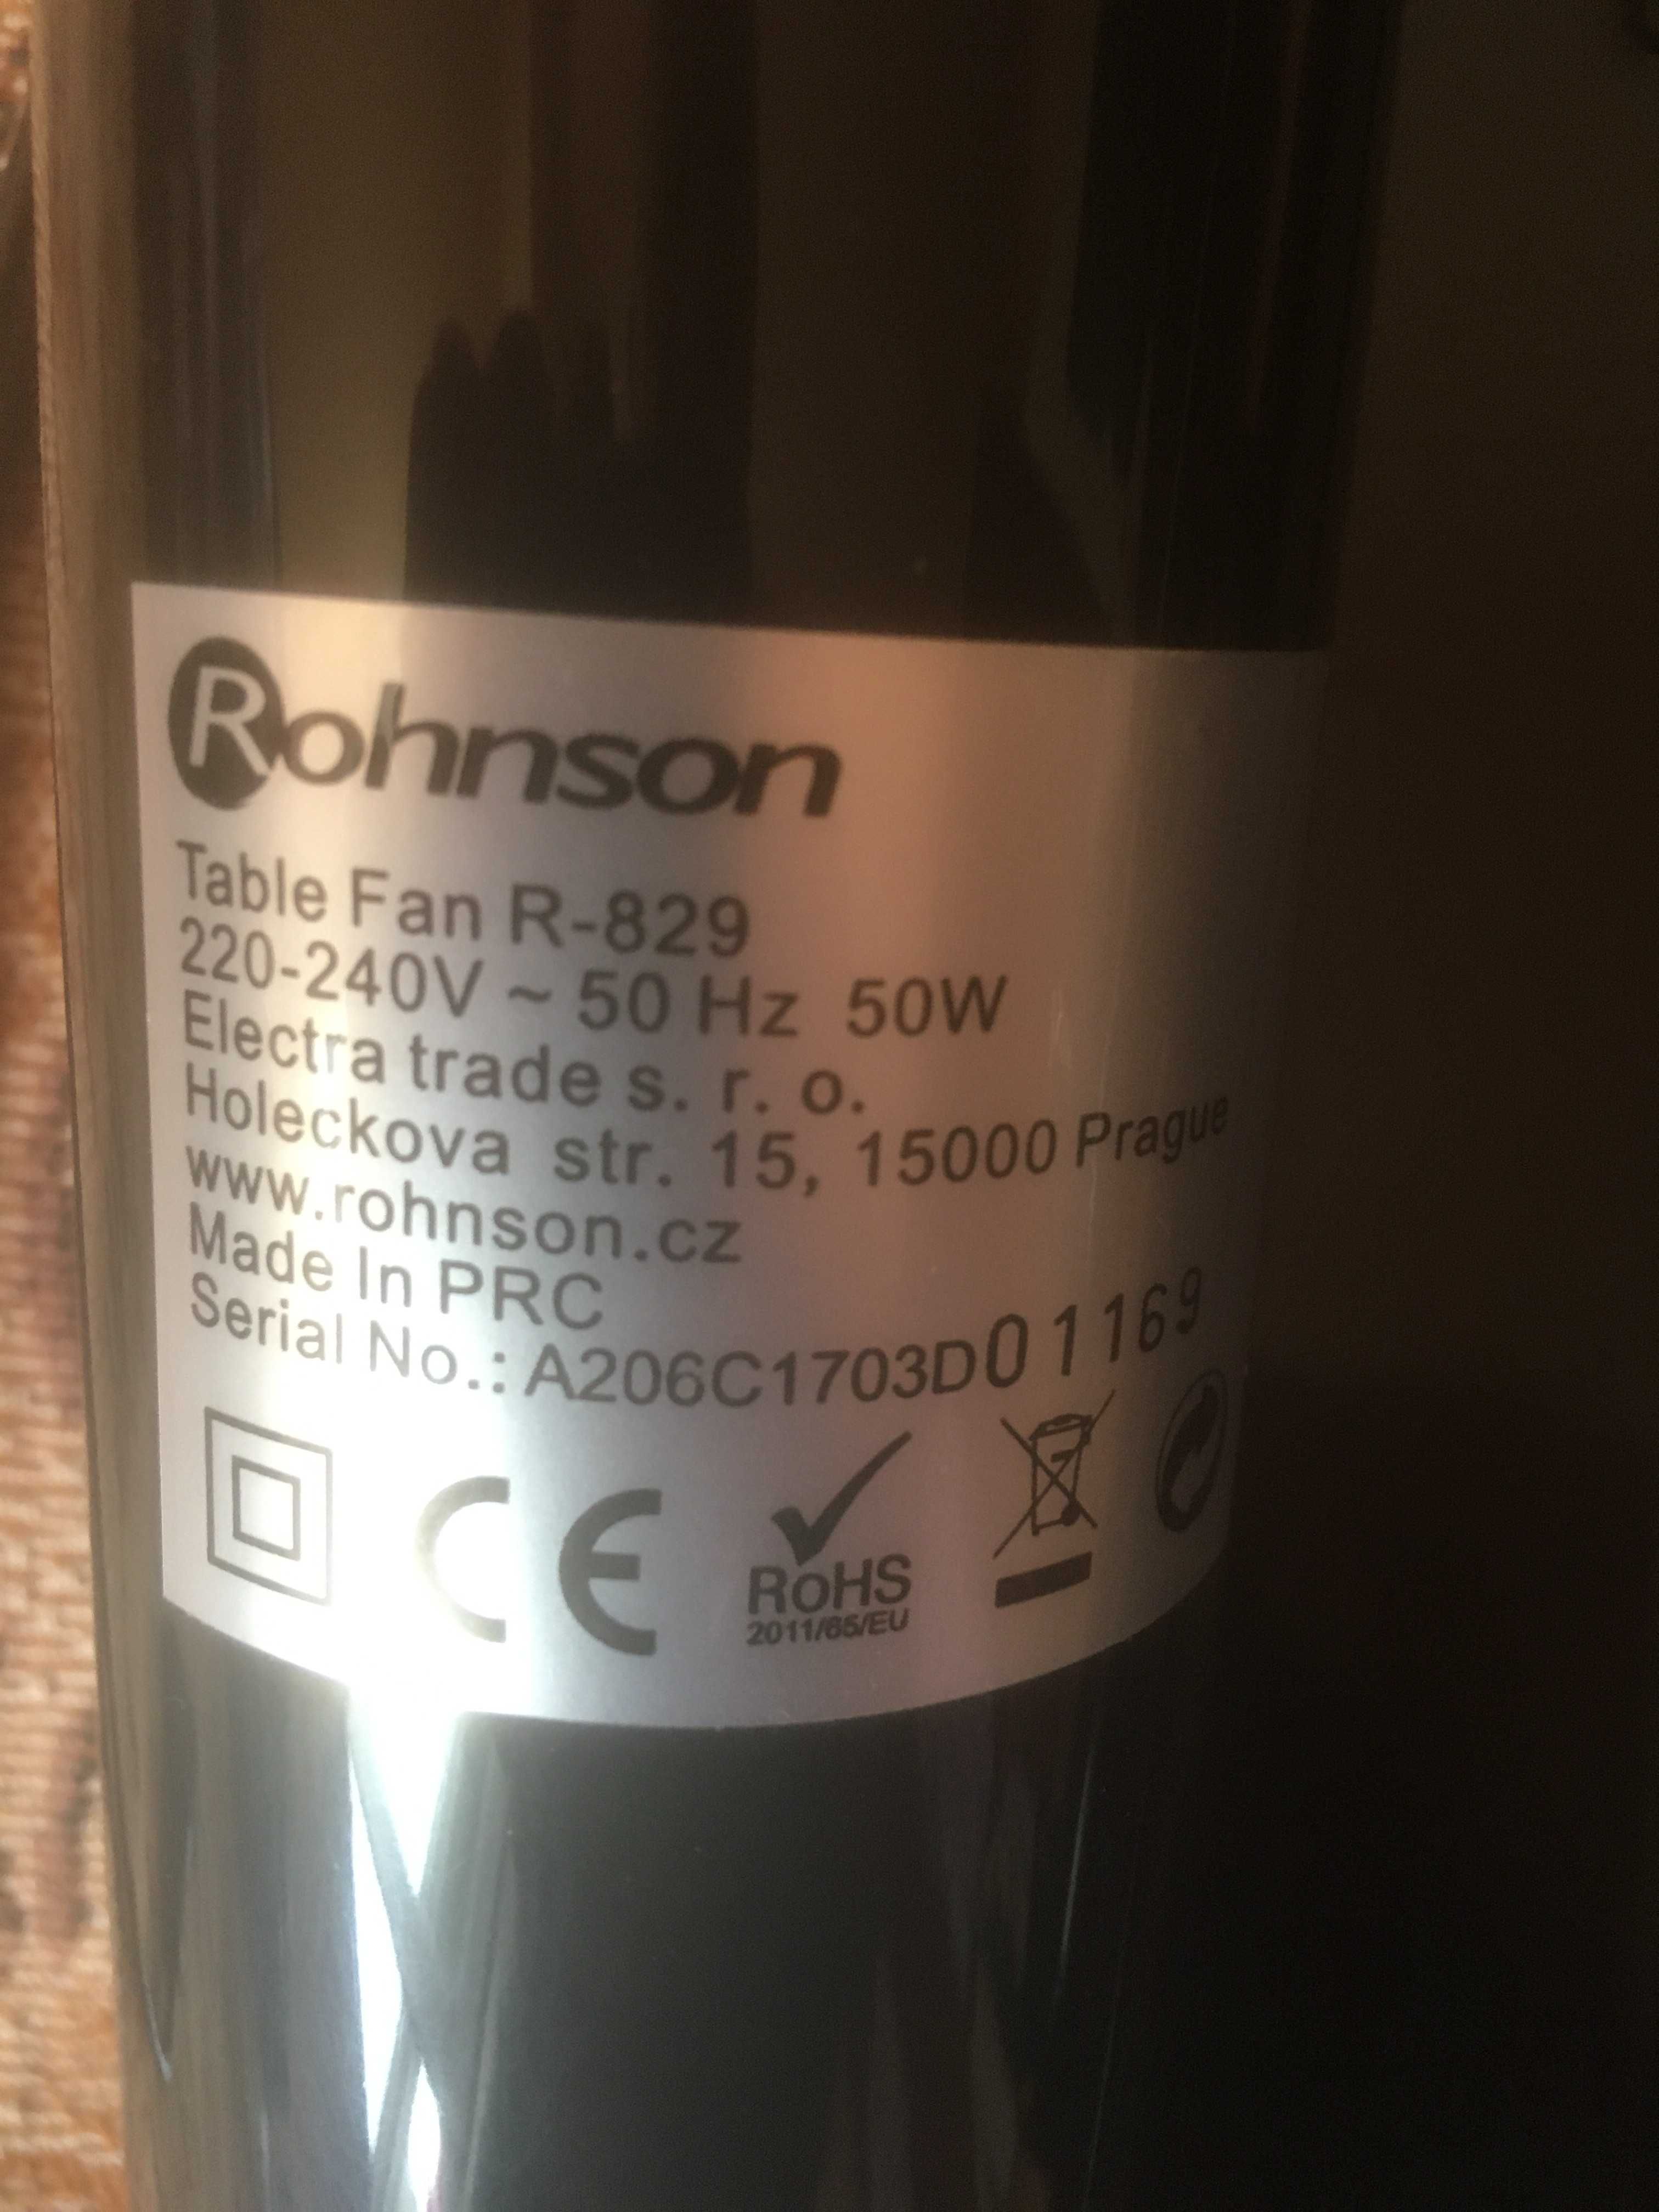 Rohnson
Table Fan R-829
220-240V ~ 50 Hz 50W
Electra trade s. r. o.
Holeckova str. 15, 15000 Prague
www.rohnson.cz
Made In PRC
Serial No.: A206C1703D01169
CE
RoHS
2011/65/EU